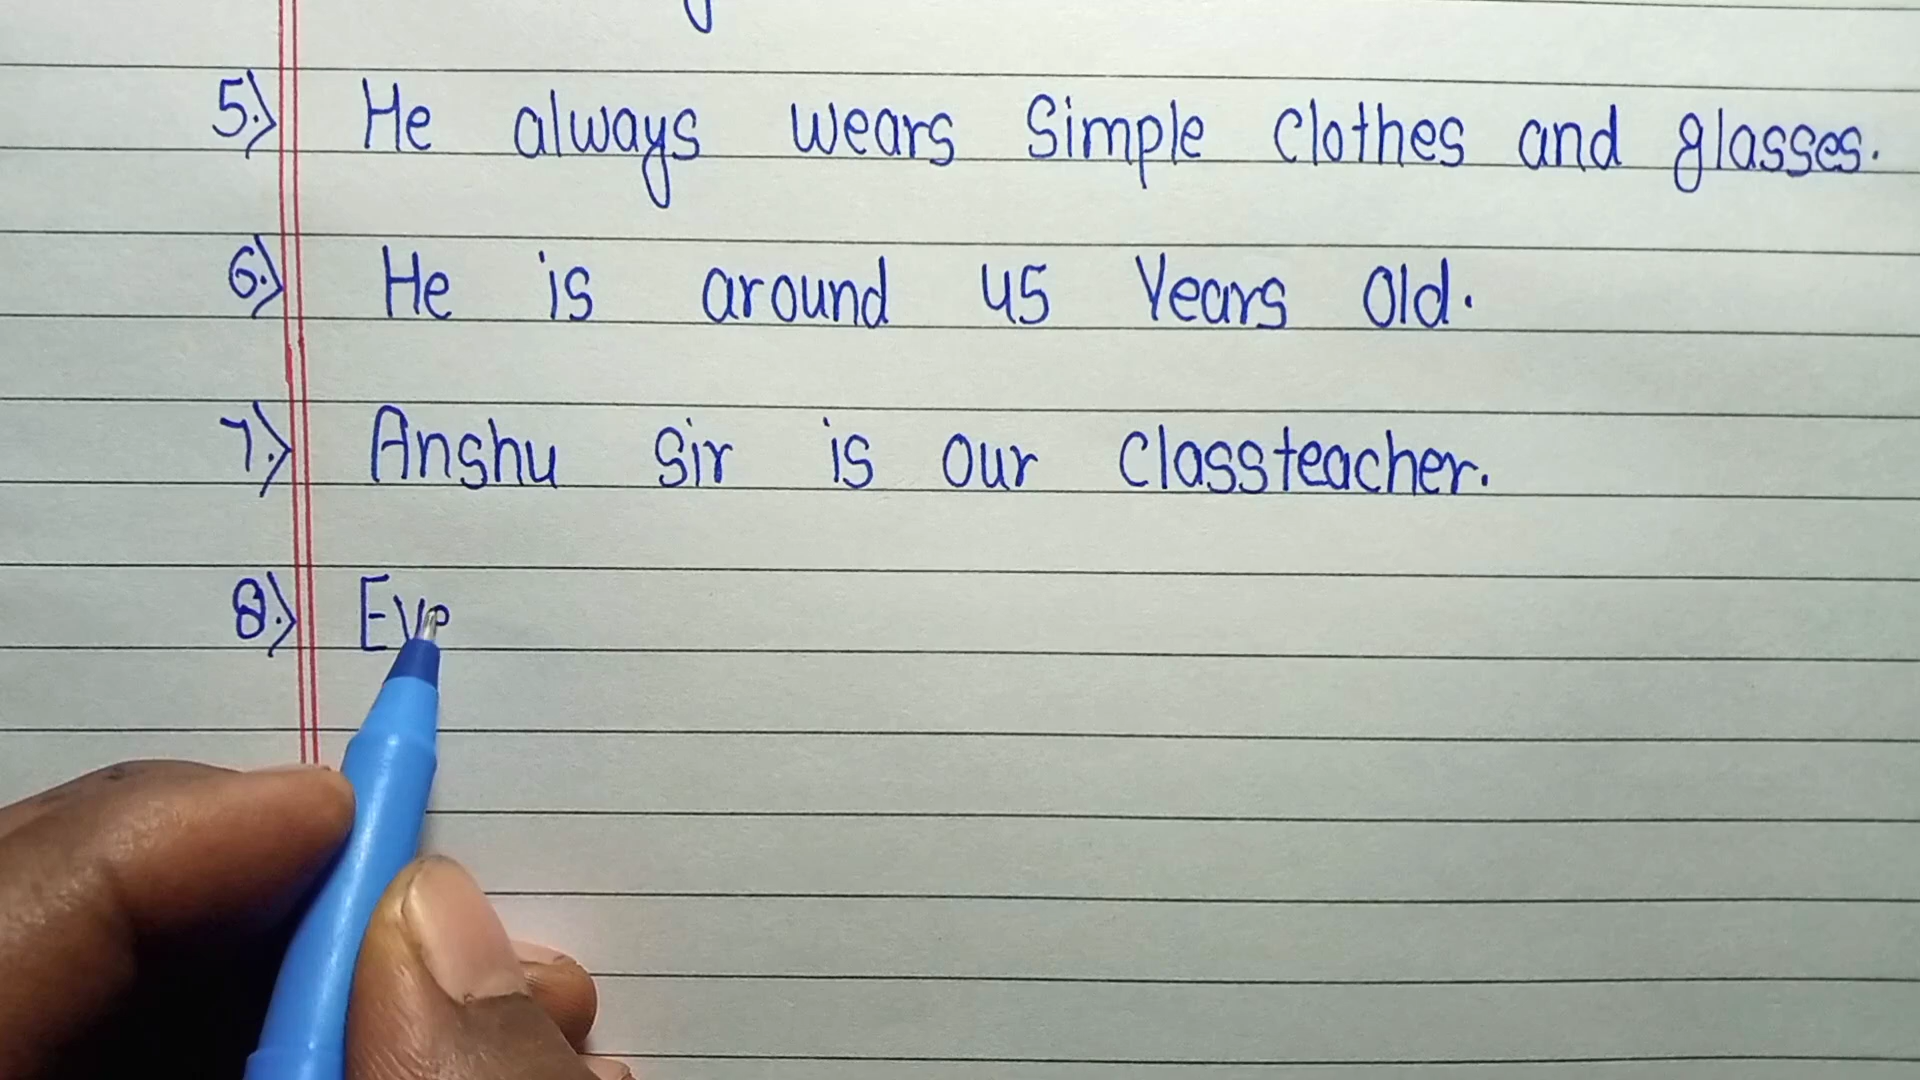 5.) He always wears Simple clothes and glasses.
6.) He is around 45 Years old.
7.) Anshu sir is our classteacher.
8.) Eve